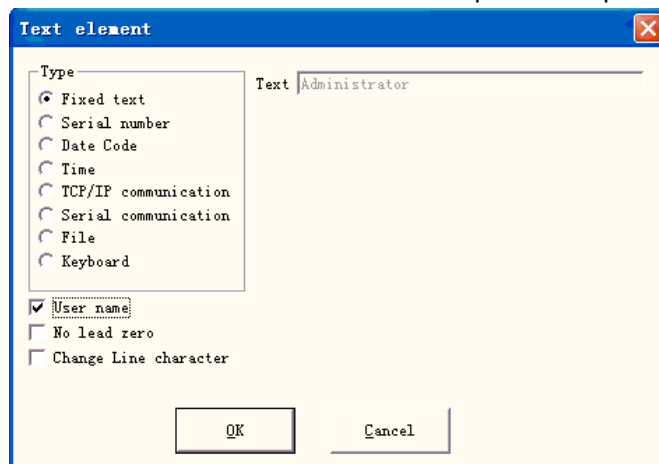 Text element
Type
Fixed text
Serial number
Date Code
Time
TCP/IP communication
Serial communication
File
Keyboard
Text Administrator
User name
No lead zero
Change Line character
OK Cancel